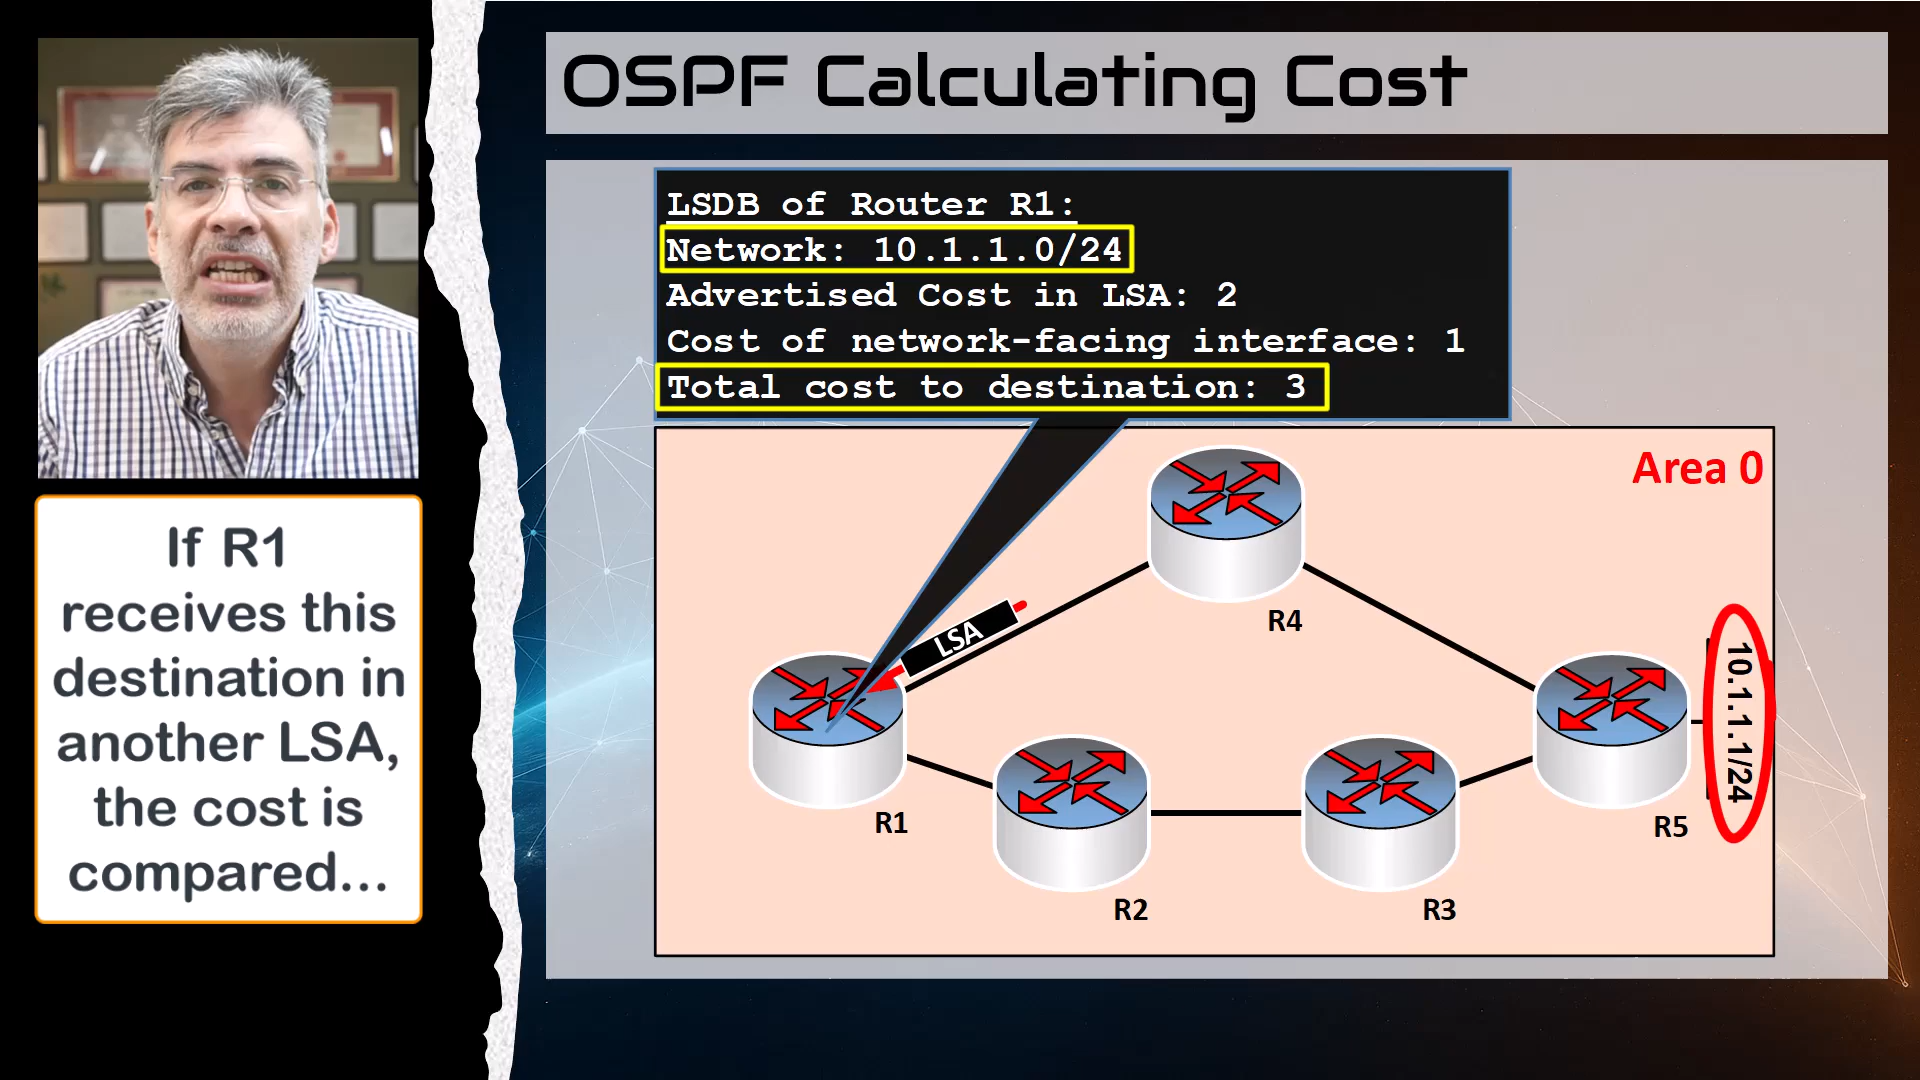 OSPF Calculating Cost
LSDB of Router R1:
Network: 10.1.1.0/24
Advertised Cost in LSA: 2
Cost of network-facing interface: 1
Total cost to destination: 3
Area 0
R4
LSA
10.1.1.1/24
R1
R5
R2
R3
If R1
receives this
destination in
another LSA,
the cost is
compared...